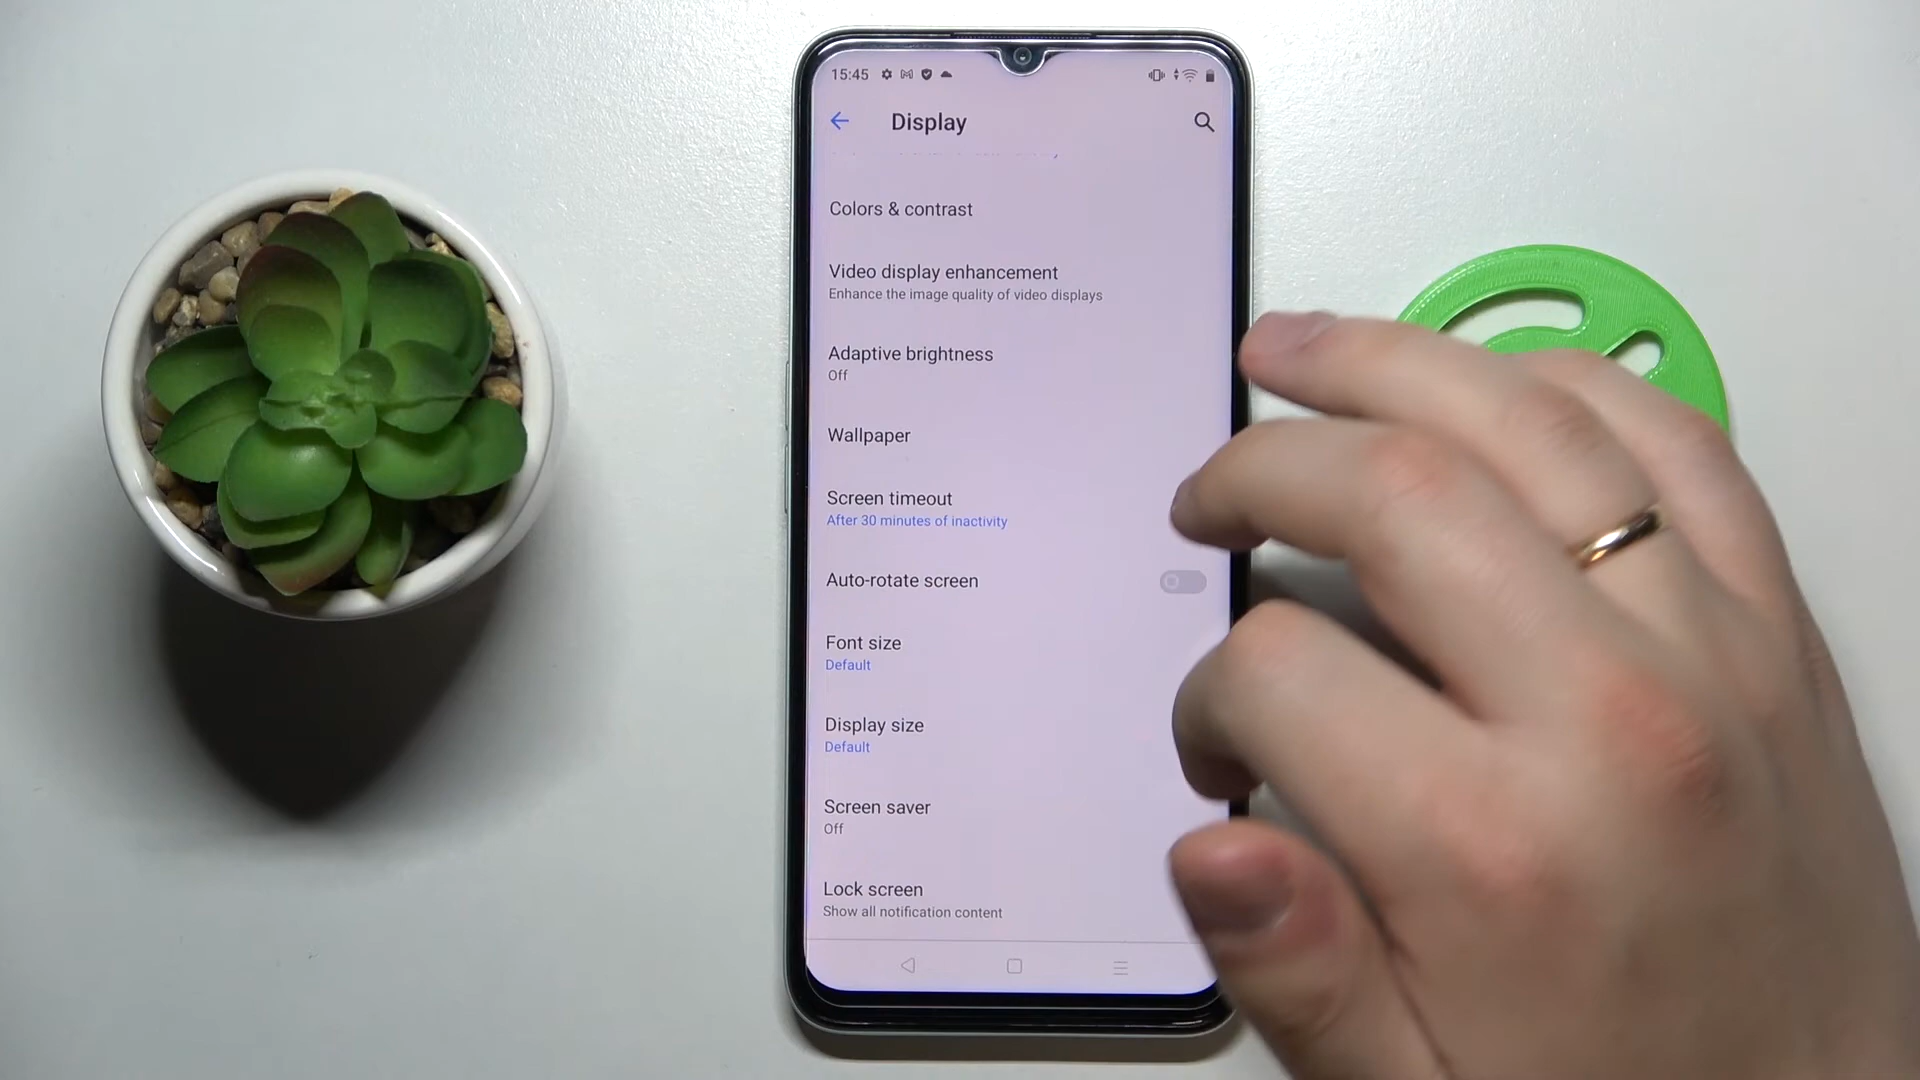 15:45
Display
Colors & contrast
Video display enhancement
Enhance the image quality of video displays
Adaptive brightness
Off
Wallpaper
Screen timeout
After 30 minutes of inactivity
Auto-rotate screen
Font size
Default
Display size
Default
Screen saver
Off
Lock screen
Show all notification content